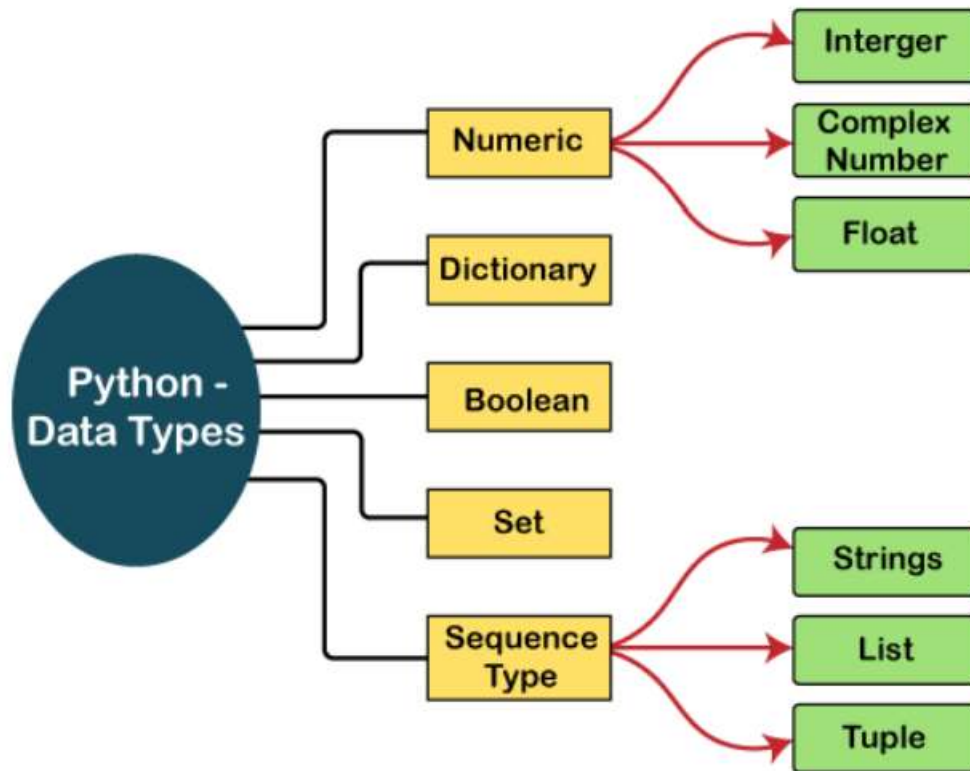 Python -
Data Types
Numeric
Dictionary
Boolean
Set
Sequence
Type
Interger
Complex
Number
Float
Strings
List
Tuple